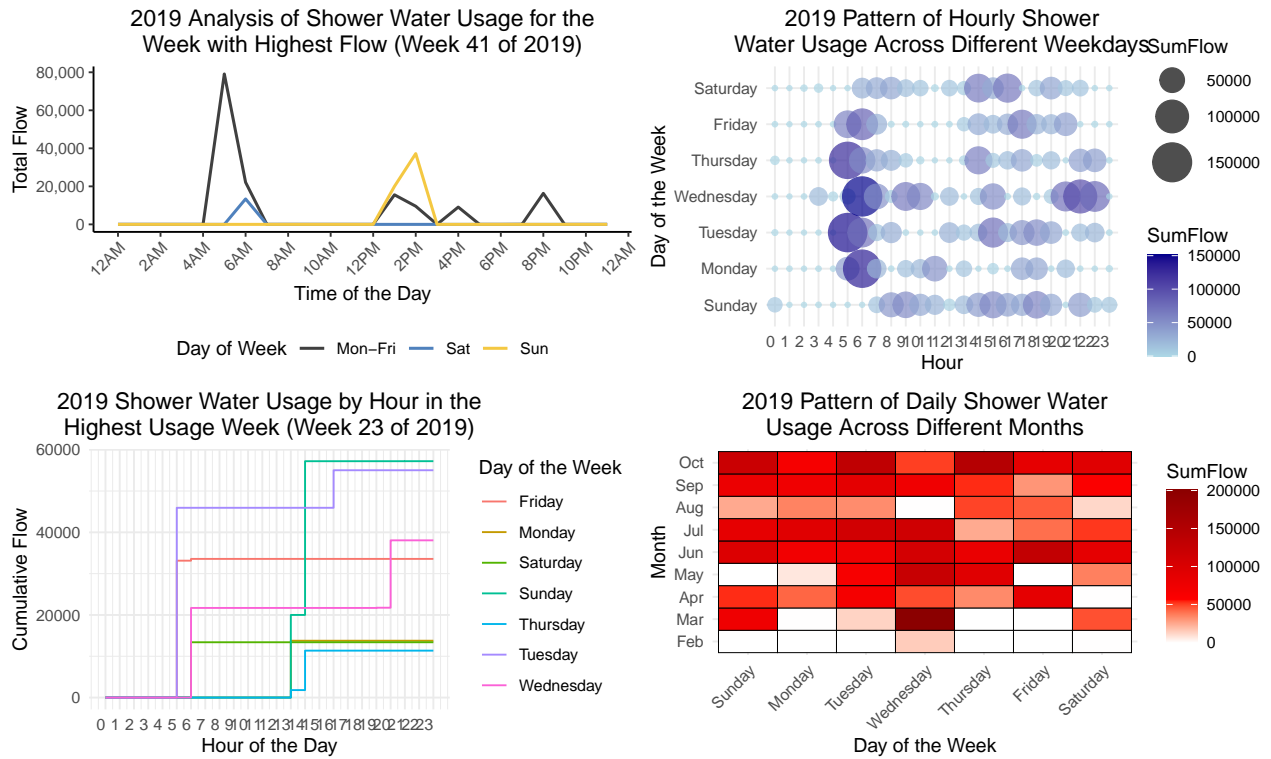 2019 Analysis of Shower Water Usage for the
Week with Highest Flow (Week 41 of 2019)
Total Flow
80,000
60,000
40,000
20,000
0
12AM 2AM 4AM 6AM 8AM 10AM 12PM 2PM 4PM 6PM 8PM 10PM 12AM
Time of the Day
Day of Week Mon−Fri Sat Sun
2019 Pattern of Hourly Shower
Water Usage Across Different Weekdays
Day of the Week
Saturday
Friday
Thursday
Wednesday
Tuesday
Monday
Sunday
0 1 2 3 4 5 6 7 8 9 10 11 12 13 14 15 16 17 18 19 20 21 22 23
Hour
SumFlow
50000
100000
150000
SumFlow
150000
100000
50000
0
2019 Shower Water Usage by Hour in the
Highest Usage Week (Week 23 of 2019)
Cumulative Flow
60000
40000
20000
0
0 1 2 3 4 5 6 7 8 9 10 11 12 13 14 15 16 17 18 19 20 21 22 23
Hour of the Day
Day of the Week
Friday
Monday
Saturday
Sunday
Thursday
Tuesday
Wednesday
2019 Pattern of Daily Shower Water
Usage Across Different Months
Month
Oct
Sep
Aug
Jul
Jun
May
Apr
Mar
Feb
Sunday Monday Tuesday Wednesday Thursday Friday Saturday
Day of the Week
SumFlow
200000
150000
100000
50000
0